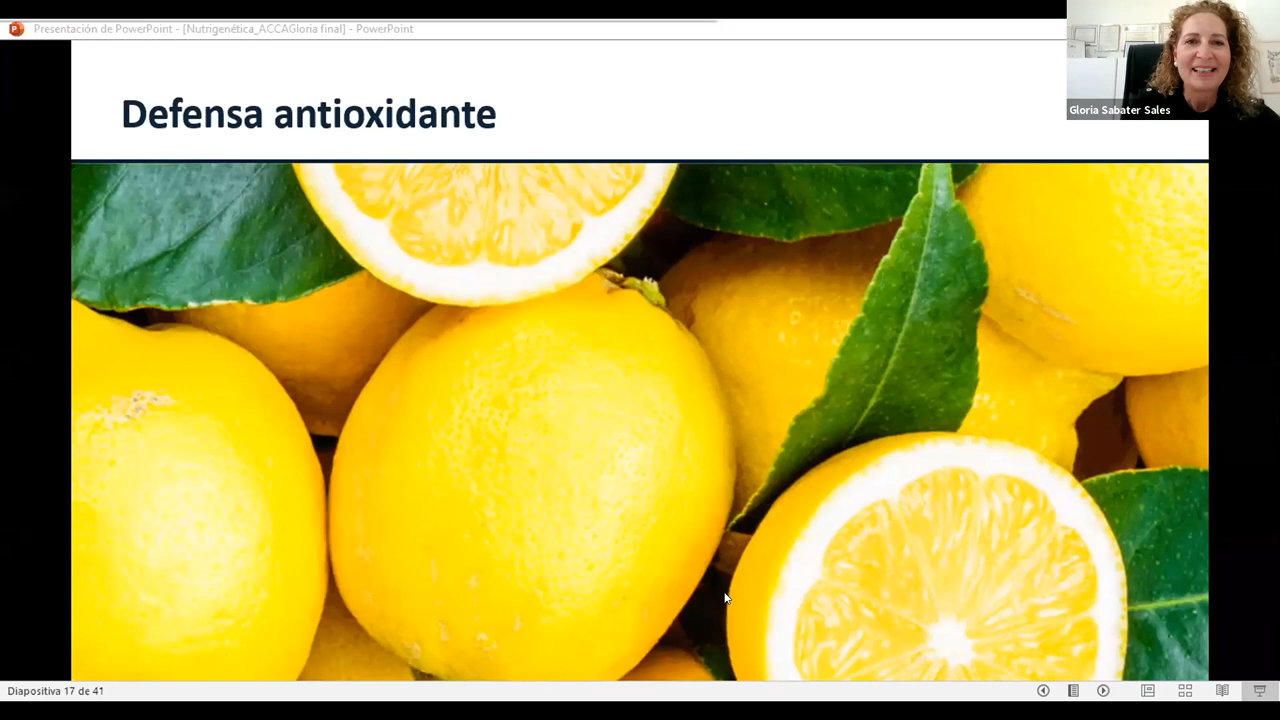 Presentación de PowerPoint - [Nutrigenética_ACCAGloria final] - PowerPoint
Gloria Sabater Sales
Defensa antioxidante
Diapositiva 17 de 41